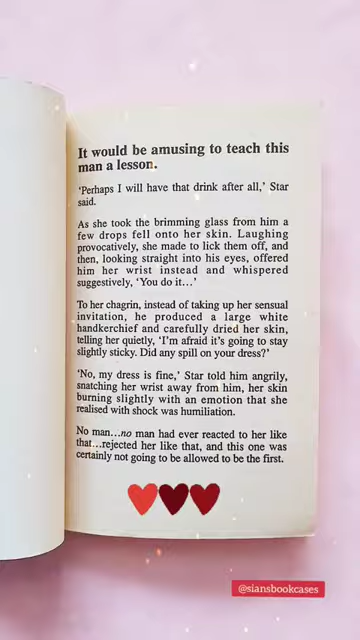 It would be amusing to teach this
man a lesson.
‘Perhaps I will have that drink after all,’ Star
said.
As she took the brimming glass from him a
few drops fell onto her skin. Laughing
provocatively, she made to lick them off, and
then, looking straight into his eyes, offered
him her wrist instead and whispered
suggestively, ‘You do it...’
To her chagrin, instead of taking up her sensual
invitation, he produced a large white
handkerchief and carefully dried her skin,
telling her quietly, ‘I’m afraid it’s going to stay
slightly sticky. Did any spill on your dress?’
‘No, my dress is fine,’ Star told him angrily,
snatching her wrist away from him, her skin
burning slightly with an emotion that she
realised with shock was humiliation.
No man...no man had ever reacted to her like
that...rejected her like that, and this one was
certainly not going to be allowed to be the first.
@siansbookcases